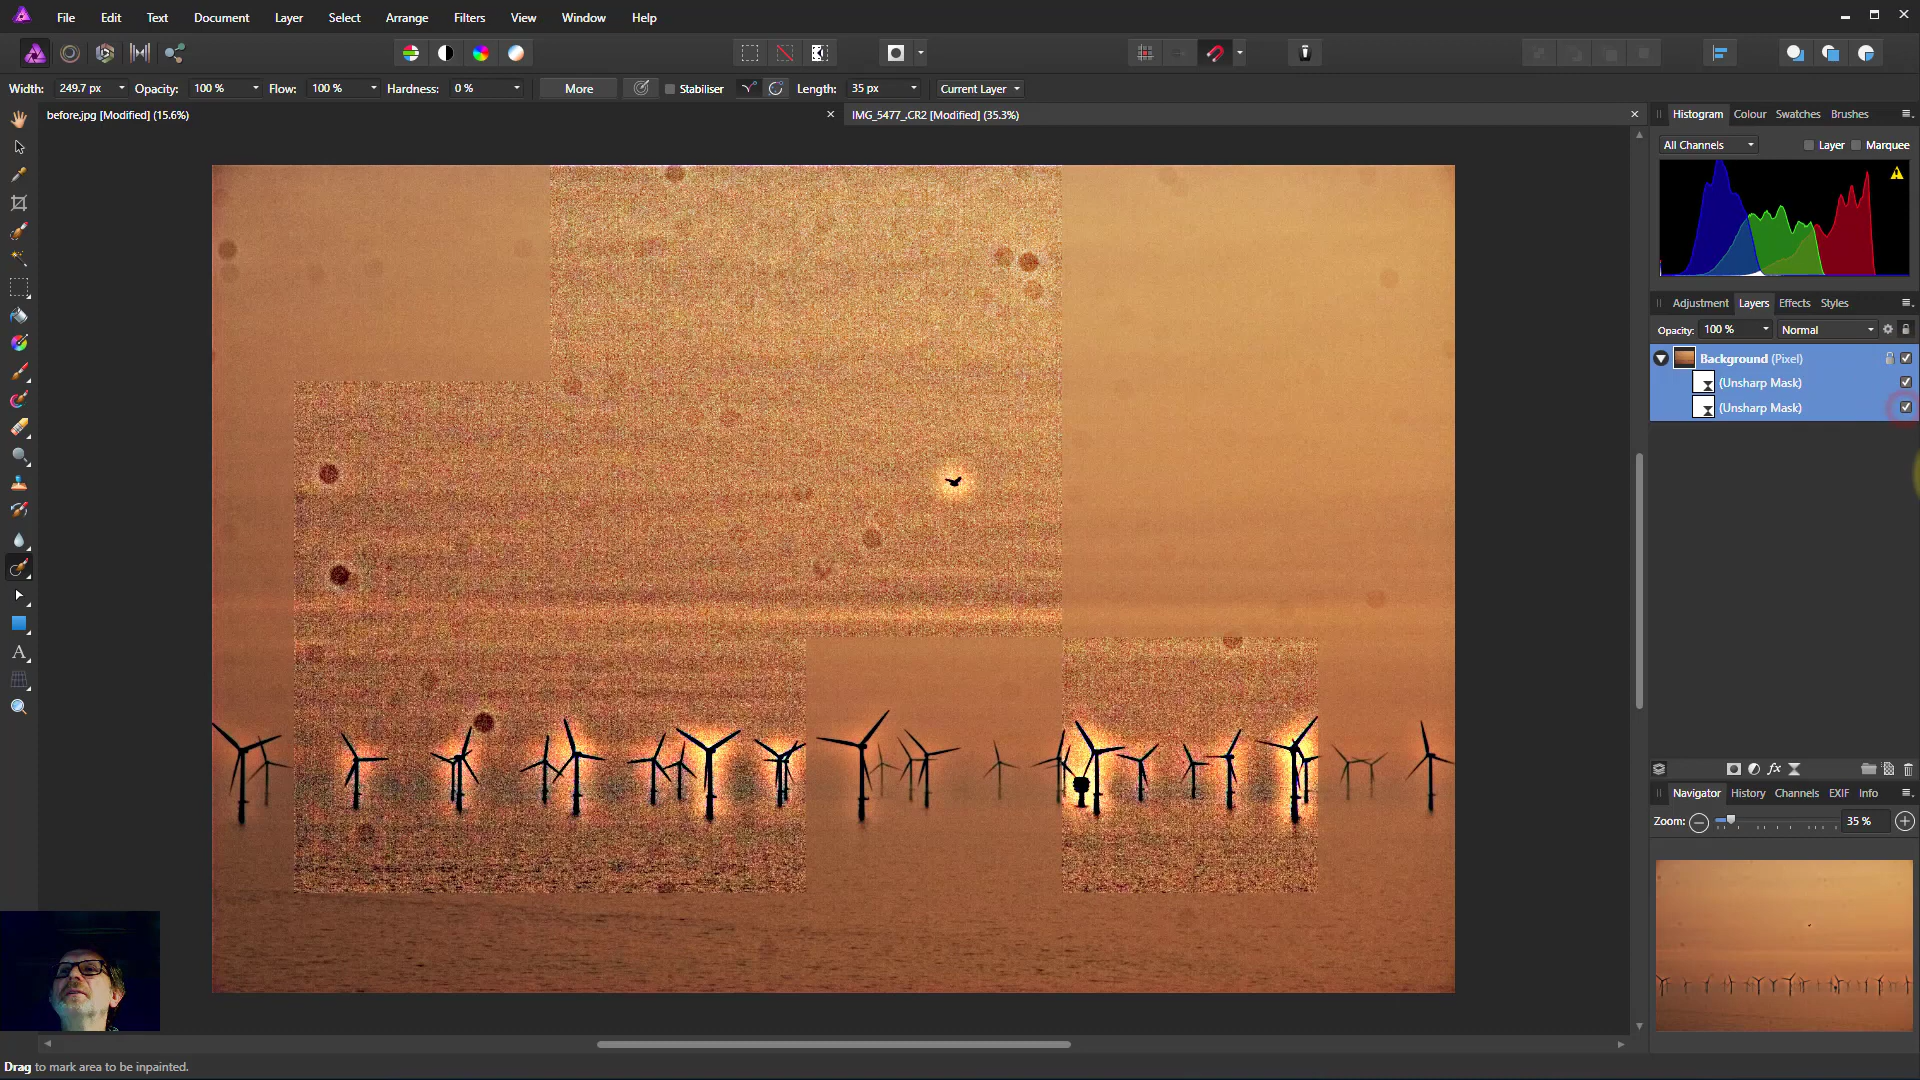 File Edit Text Document Layer Select Arrange Filters View Window Help
Width: 249.7 px Opacity: 100 % Flow: 100 % Hardness: 0 % More Stabiliser Length: 35 px Current Layer
before.jpg [Modified] (15.6%) IMG_5477_.CR2 [Modified] (35.3%)
Histogram Colour Swatches Brushes
All Channels Layer Marquee
Adjustment Layers Effects Styles
Opacity: 100 % Normal
Background (Pixel)
(Unsharp Mask)
(Unsharp Mask)
Navigator History Channels EXIF Info
Zoom: 35 %
Drag to mark area to be inpainted.